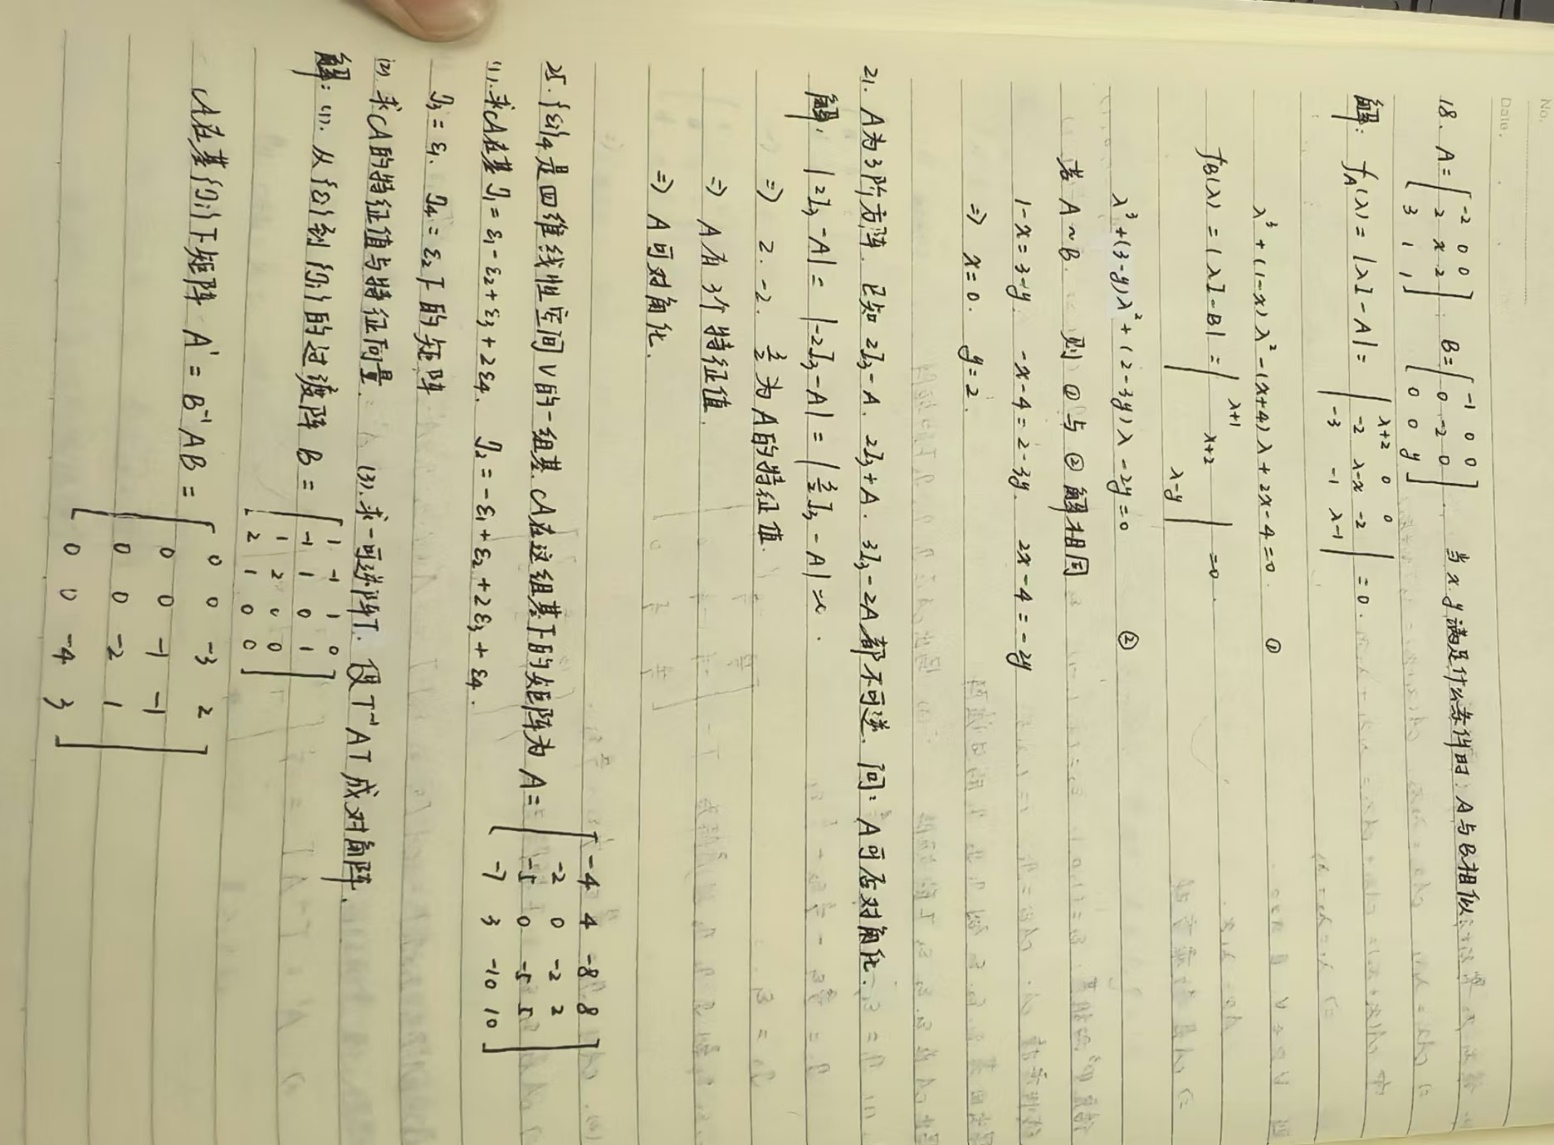 No.
Date.
18. A=[-2 0 0; 2 x 2; 3 1 1]. B=[-1 0 0; 0 -2 0; 0 0 y] 当x.y满足什么条件时:A与B相似
解: f_A(λ) = |λI-A| = |λ+2 0 0; -2 λ-x -2; -3 -1 λ-1| = 0.
λ³+(1-x)λ²-(x+4)λ+2x-4=0. ①
f_B(λ) = |λI-B| = |λ+1 λ+2 λ-y| =0.
λ³+(3-y)λ²+(2-3y)λ-2y=0 ②
若A~B. 则①与②解相同
1-x=3-y. -x-4=2-3y. 2x-4=-2y
⇒ x=0. y=2.
21. A为3阶方阵. 已知2I₃-A. 2I₃+A. 3I₃-2A都不可逆. 问: A可否对角化.
解. |2I₃-A| = |-2I₃-A| = |3/2 I₃-A| = 0.
⇒ 2. -2. 3/2 为A的特征值.
⇒ A有3个特征值.
⇒ A可对角化.
25. {εi}4是四维线性空间V的一组基. 𝒜在这组基下的矩阵为 A=[-4 4 -8 8; -2 0 -2 2; -5 0 -5 5; -7 3 -10 10]
(1). 求𝒜在基 η₁=ε₁-ε₂+ε₃+2ε₄. η₂=-ε₁+ε₂+2ε₃+ε₄.
η₃=ε₁. η₄=ε₂下的矩阵
(2) 求𝒜的特征值与特征向量. (3). 求一可逆阵T. 使T⁻¹AT成对角阵.
解: (1). 从{εi}到{ηi}的过渡阵B=[1 -1 1 0; -1 1 0 1; 1 2 0 0; 2 1 0 0]
𝒜在基{ηi}下矩阵 A'=B⁻¹AB=[0 0 -3 2; 0 0 -1 -1; 0 0 -2 1; 0 0 -4 3]